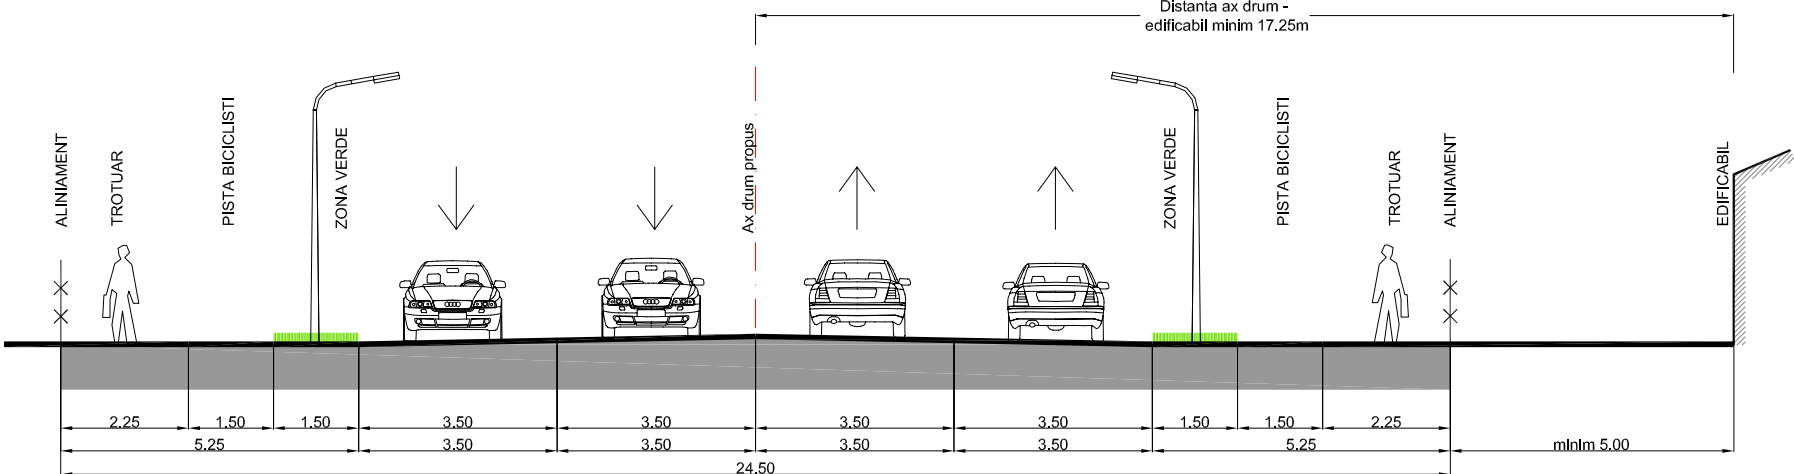 Distanta ax drum -
edificabil minim 17.25m
ALINIAMENT
TROTUAR
PISTA BICICLISTI
ZONA VERDE
Ax drum propus
ZONA VERDE
PISTA BICICLISTI
TROTUAR
ALINIAMENT
EDIFICABIL
2.25 1.50 1.50 3.50 3.50 3.50 3.50 1.50 1.50 2.25
5.25 3.50 3.50 3.50 3.50 5.25 minim 5.00
24.50